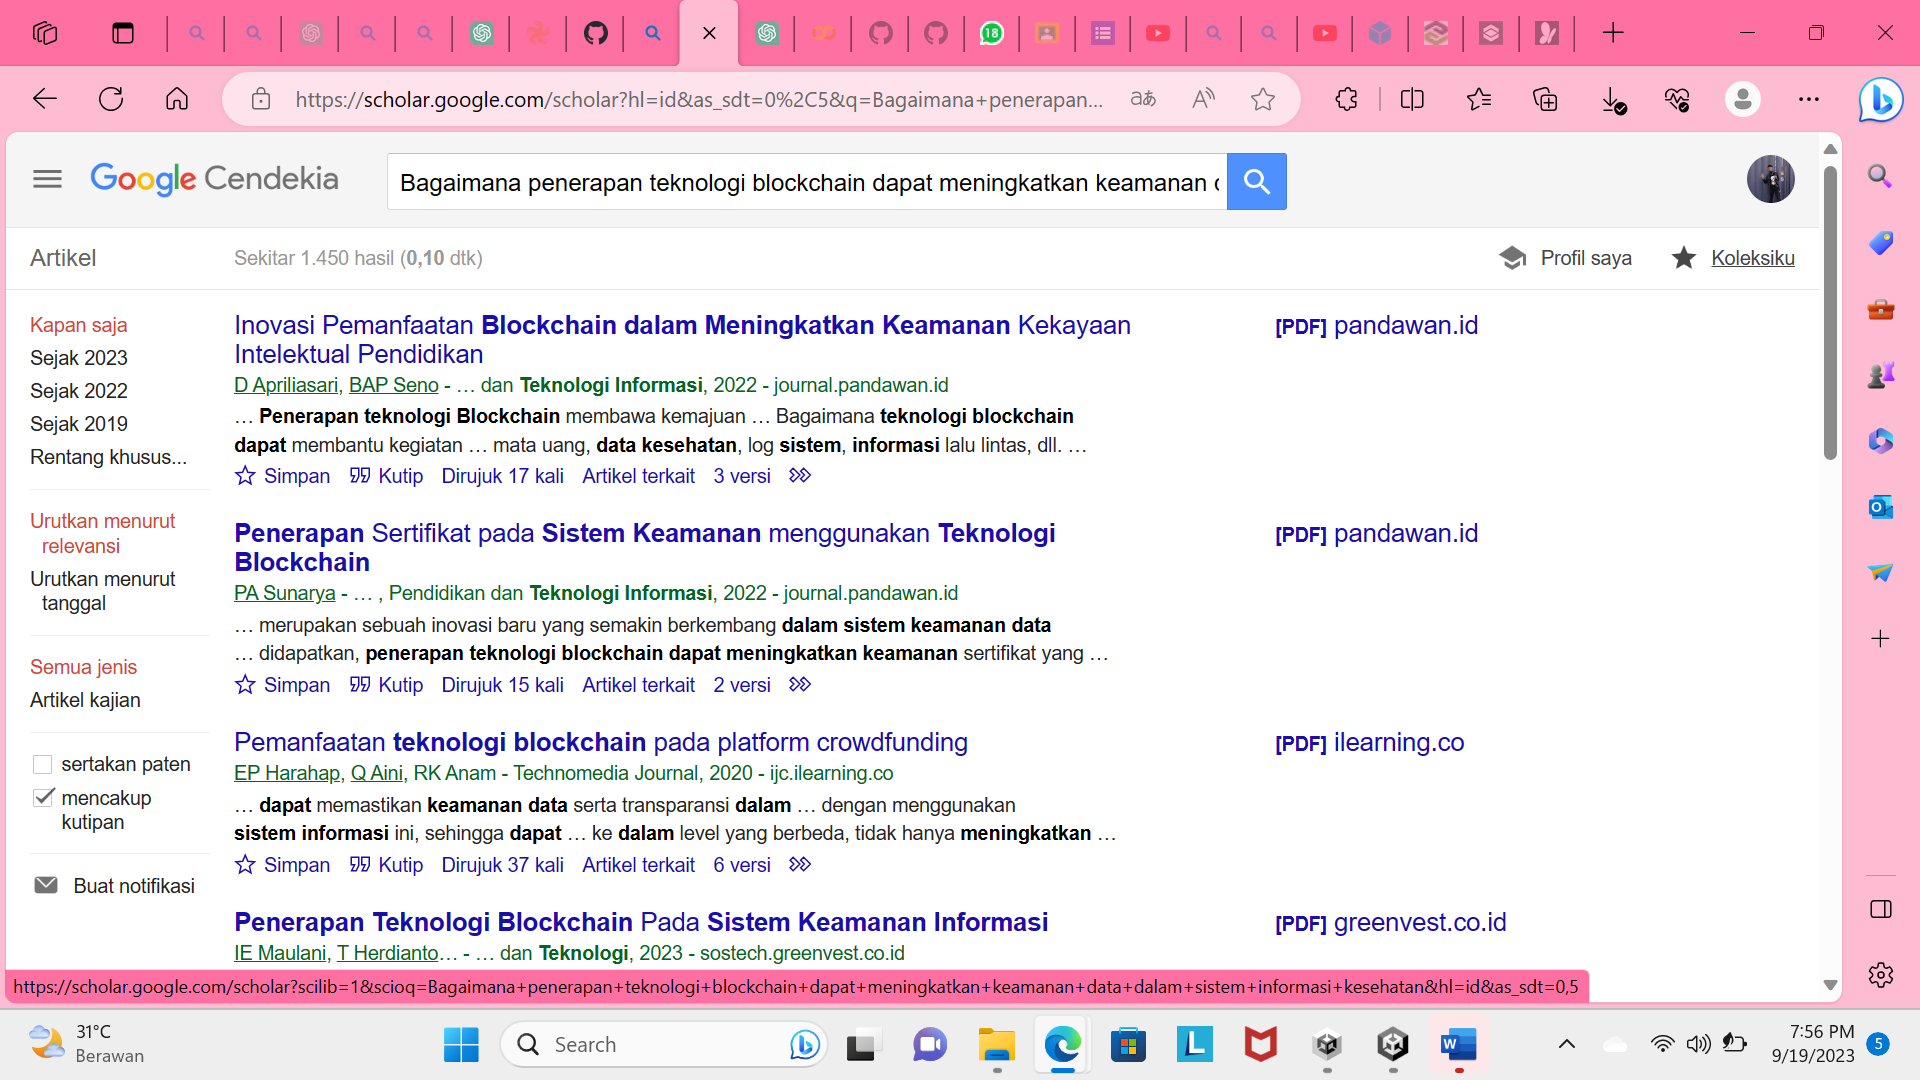 18
https://scholar.google.com/scholar?hl=id&as_sdt=0%2C5&q=Bagaimana+penerapan...
Google Cendekia
Bagaimana penerapan teknologi blockchain dapat meningkatkan keamanan
Artikel
Sekitar 1.450 hasil (0,10 dtk)
Profil saya
Koleksiku
Kapan saja
Sejak 2023
Sejak 2022
Sejak 2019
Rentang khusus...
Urutkan menurut
relevansi
Urutkan menurut
tanggal
Semua jenis
Artikel kajian
sertakan paten
mencakup
kutipan
Buat notifikasi
Inovasi Pemanfaatan Blockchain dalam Meningkatkan Keamanan Kekayaan
Intelektual Pendidikan
[PDF] pandawan.id
D Apriliasari, BAP Seno - … dan Teknologi Informasi, 2022 - journal.pandawan.id
… Penerapan teknologi Blockchain membawa kemajuan … Bagaimana teknologi blockchain
dapat membantu kegiatan … mata uang, data kesehatan, log sistem, informasi lalu lintas, dll. …
Simpan Kutip Dirujuk 17 kali Artikel terkait 3 versi
Penerapan Sertifikat pada Sistem Keamanan menggunakan Teknologi
Blockchain
[PDF] pandawan.id
PA Sunarya - … , Pendidikan dan Teknologi Informasi, 2022 - journal.pandawan.id
… merupakan sebuah inovasi baru yang semakin berkembang dalam sistem keamanan data
… didapatkan, penerapan teknologi blockchain dapat meningkatkan keamanan sertifikat yang …
Simpan Kutip Dirujuk 15 kali Artikel terkait 2 versi
Pemanfaatan teknologi blockchain pada platform crowdfunding
[PDF] ilearning.co
EP Harahap, Q Aini, RK Anam - Technomedia Journal, 2020 - ijc.ilearning.co
… dapat memastikan keamanan data serta transparansi dalam … dengan menggunakan
sistem informasi ini, sehingga dapat … ke dalam level yang berbeda, tidak hanya meningkatkan …
Simpan Kutip Dirujuk 37 kali Artikel terkait 6 versi
Penerapan Teknologi Blockchain Pada Sistem Keamanan Informasi
[PDF] greenvest.co.id
IE Maulani, T Herdianto… - … dan Teknologi, 2023 - sostech.greenvest.co.id
https://scholar.google.com/scholar?scilib=1&scioq=Bagaimana+penerapan+teknologi+blockchain+dapat+meningkatkan+keamanan+data+dalam+sistem+informasi+kesehatan&hl=id&as_sdt=0,5
31°C
Berawan
Search
7:56 PM
9/19/2023
5